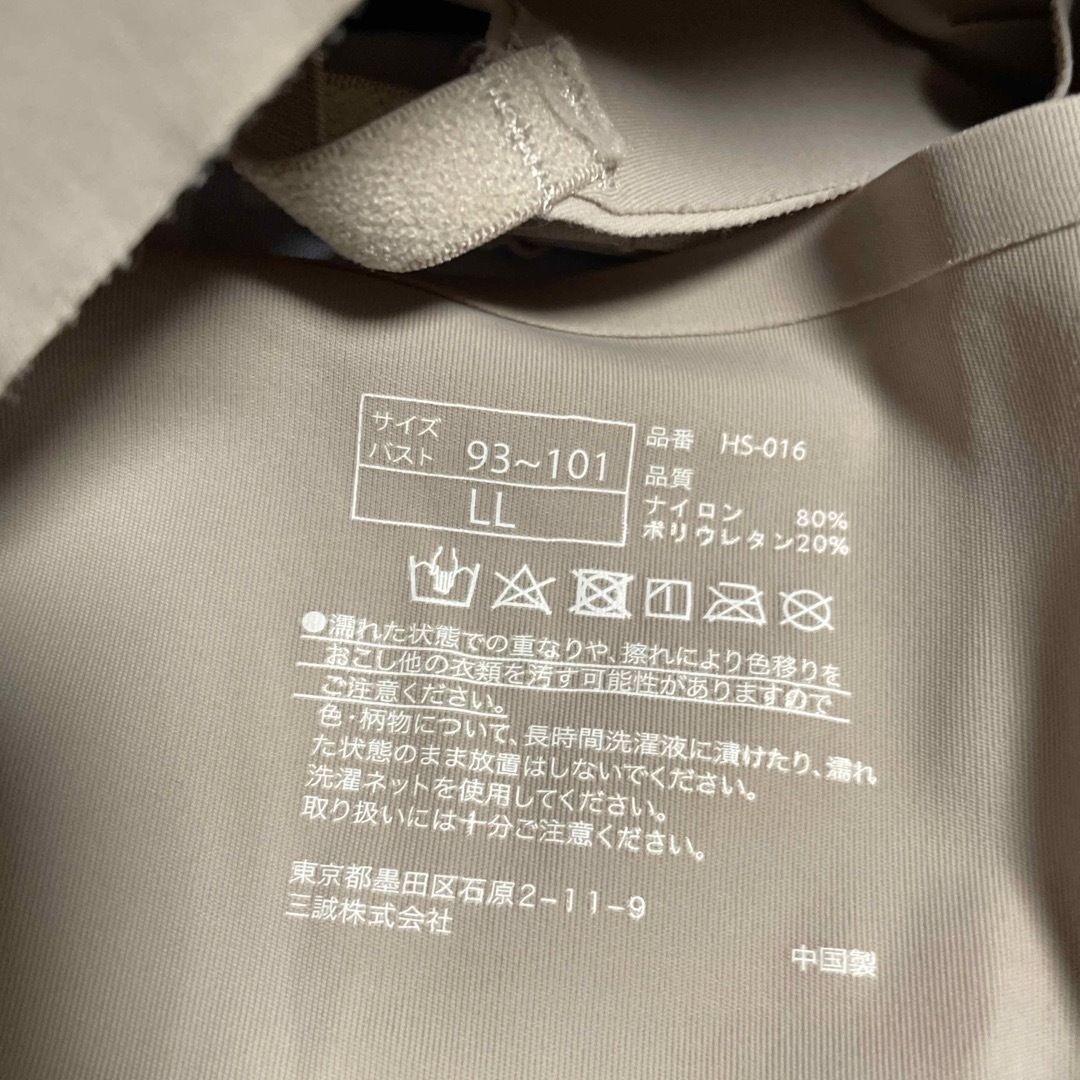 サイズ
バスト 93~101
LL
品番 HS-016
品質
ナイロン 80%
ポリウレタン20%
●濡れた状態での重なりや、擦れにより色移りを
おこし他の衣類を汚す可能性がありますので
ご注意ください。
色・柄物について、長時間洗濯液に漬けたり、濡れ
た状態のまま放置はしないでください。
洗濯ネットを使用してください。
取り扱いには十分ご注意ください。
東京都墨田区石原2-11-9
三誠株式会社
中国製